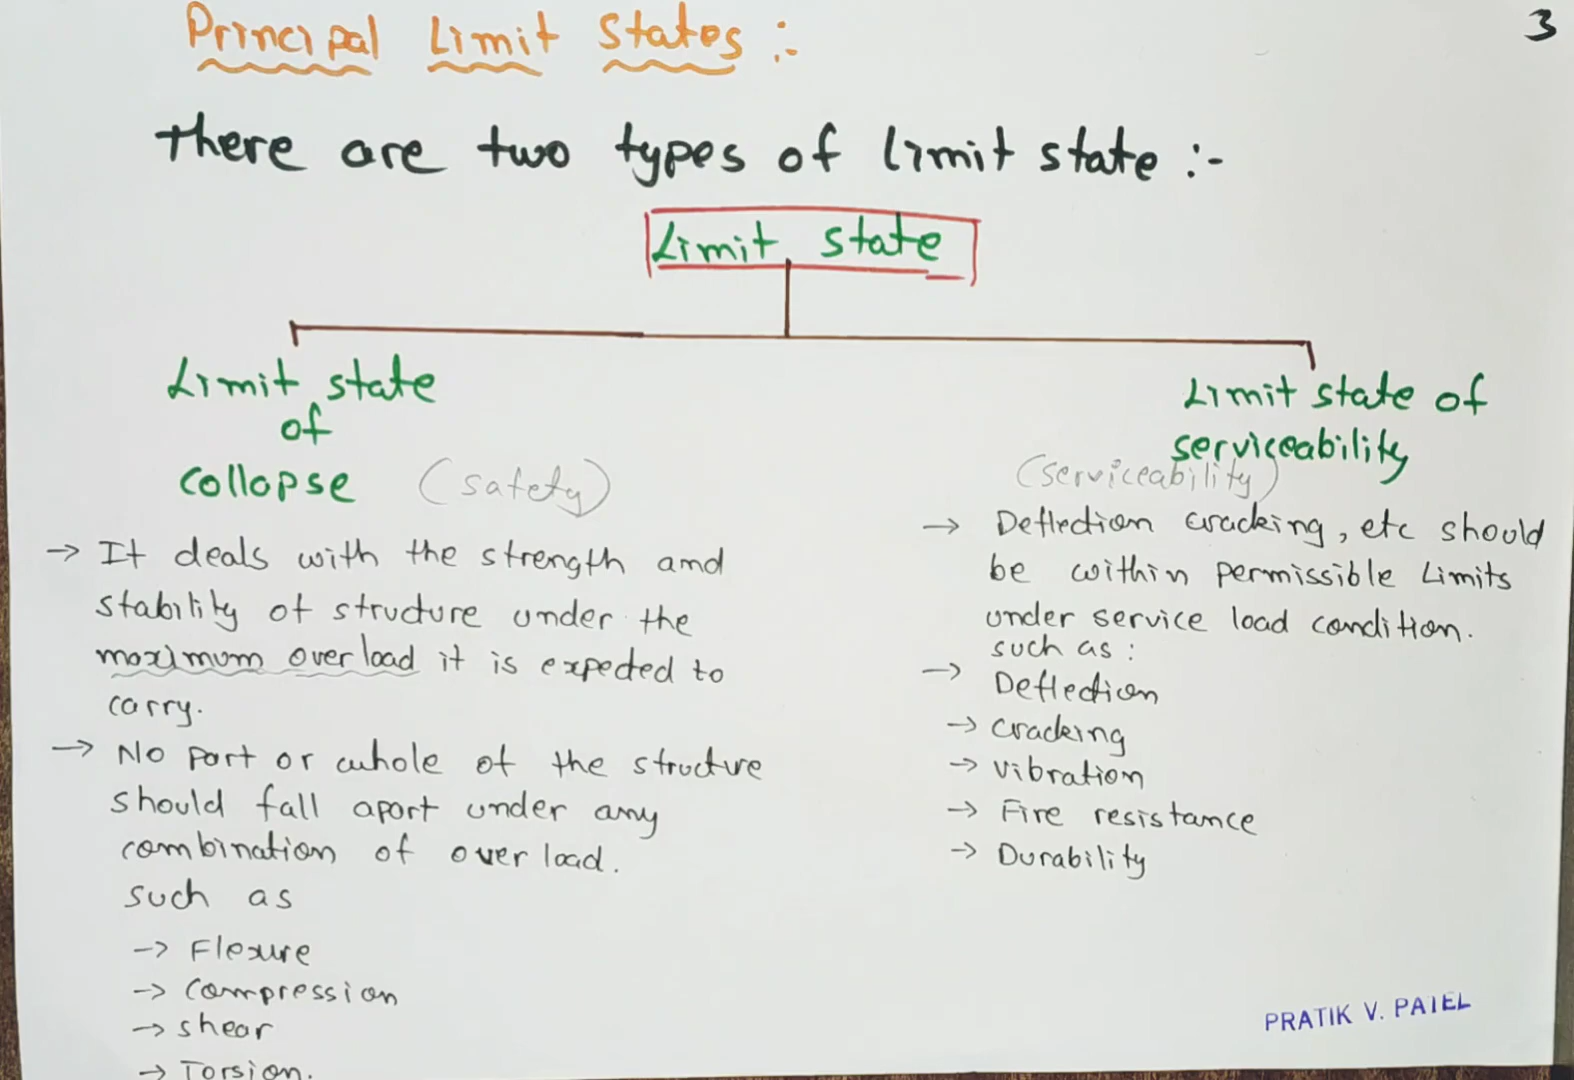 Principal Limit States :-
3
There are two types of limit state :-
Limit state
Limit state
of
collapse (safety)
→ It deals with the strength and
stability of structure under the
maximum over load it is expected to
carry.
→ No part or whole of the structure
should fall apart under any
combination of over load.
such as
→ Flexure
→ Compression
→ shear
→ Torsion.
Limit state of
serviceability
(serviceability)
→ Deflection cracking, etc should
be within permissible Limits
under service load condition.
such as :
→ Deflection
→ cracking
→ vibration
→ Fire resistance
→ Durability
PRATIK V. PATEL